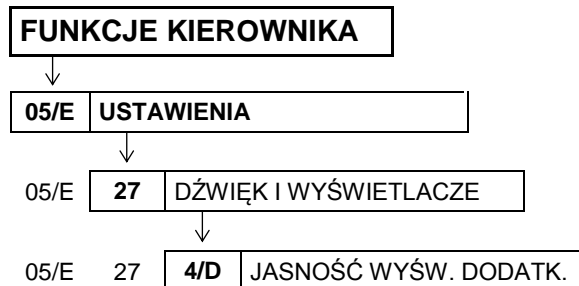 FUNKCJE KIEROWNIKA
05/E USTAWIENIA
05/E 27 DŹWIĘK I WYŚWIETLACZE
05/E 27 4/D JASNOŚĆ WYŚW. DODATK.